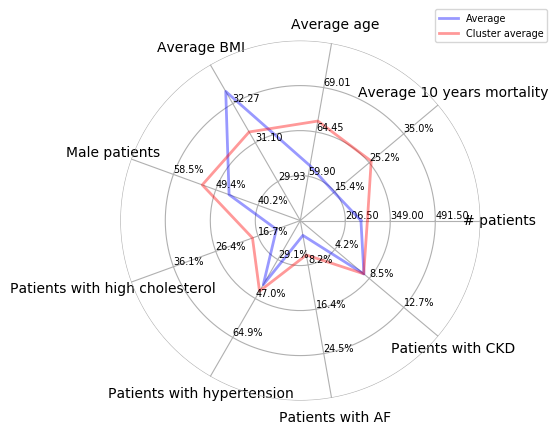 Average age
Average
Cluster average
Average BMI
69.01
Average 10 years mortality
32.27
64.45
35.0%
31.10
Male patients
25.2%
58.5%
59.90
49.4%
29.93
15.4%
40.2%
206.50
349.00
491.50
# patients
16.7%
4.2%
26.4%
29.1%
8.2%
36.1%
8.5%
Patients with high cholesterol
47.0%
16.4%
12.7%
64.9%
24.5%
Patients with CKD
Patients with hypertension
Patients with AF